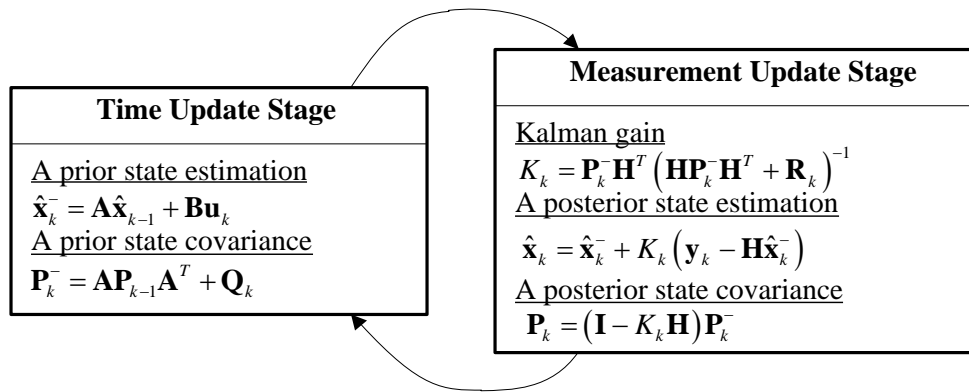 Time Update Stage
A prior state estimation
x̂ₖ⁻ = Ax̂ₖ₋₁ + Buₖ
A prior state covariance
Pₖ⁻ = APₖ₋₁Aᵀ + Qₖ
Measurement Update Stage
Kalman gain
Kₖ = Pₖ⁻Hᵀ(HPₖ⁻Hᵀ + Rₖ)⁻¹
A posterior state estimation
x̂ₖ = x̂ₖ⁻ + Kₖ(yₖ − Hx̂ₖ⁻)
A posterior state covariance
Pₖ = (I − KₖH)Pₖ⁻